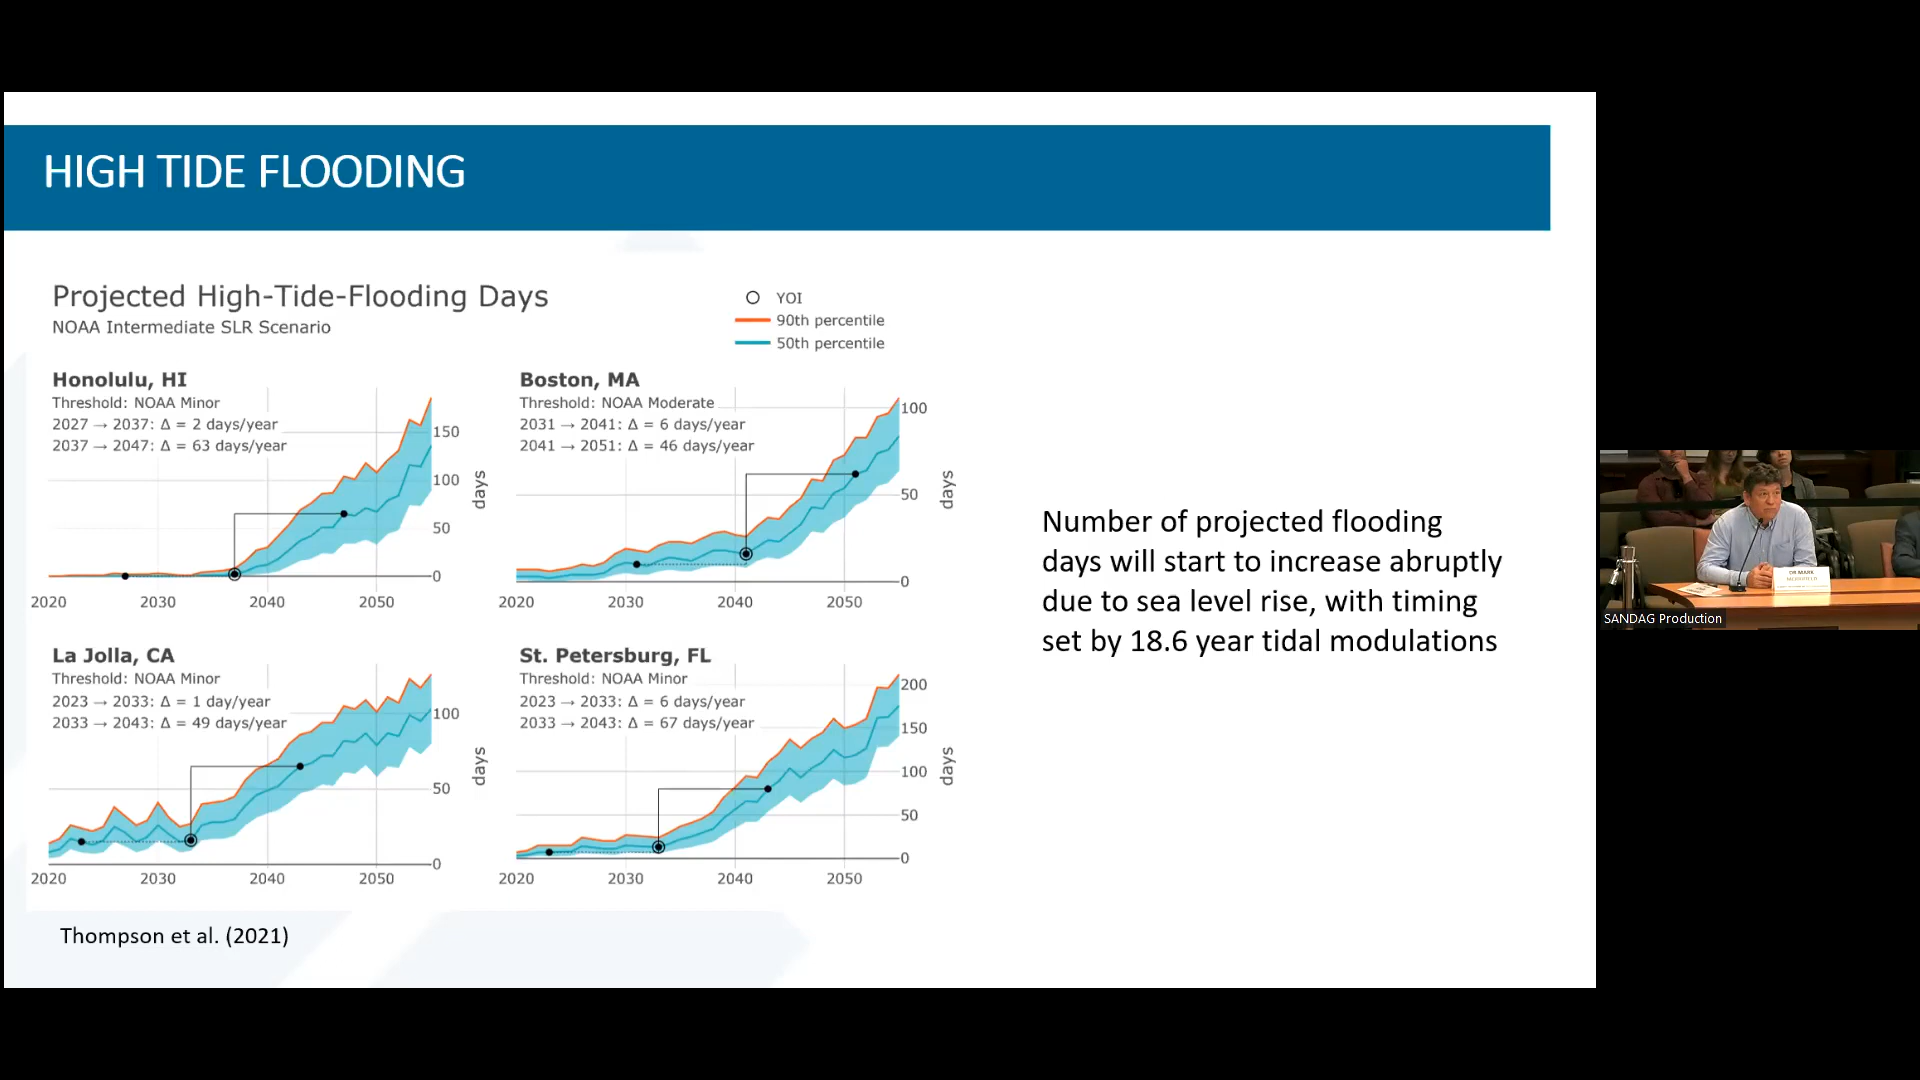 HIGH TIDE FLOODING
Projected High-Tide-Flooding Days
NOAA Intermediate SLR Scenario
YOI
90th percentile
50th percentile
Honolulu, HI
Threshold: NOAA Minor
2027 → 2037: Δ = 2 days/year
2037 → 2047: Δ = 63 days/year
150
100
50
0
days
2020 2030 2040 2050
Boston, MA
Threshold: NOAA Moderate
2031 → 2041: Δ = 6 days/year
2041 → 2051: Δ = 46 days/year
100
50
0
days
2020 2030 2040 2050
La Jolla, CA
Threshold: NOAA Minor
2023 → 2033: Δ = 1 day/year
2033 → 2043: Δ = 49 days/year
100
50
0
days
2020 2030 2040 2050
St. Petersburg, FL
Threshold: NOAA Minor
2023 → 2033: Δ = 6 days/year
2033 → 2043: Δ = 67 days/year
200
150
100
50
0
days
2020 2030 2040 2050
Thompson et al. (2021)
Number of projected flooding
days will start to increase abruptly
due to sea level rise, with timing
set by 18.6 year tidal modulations
DR MARK
SANDAG Production